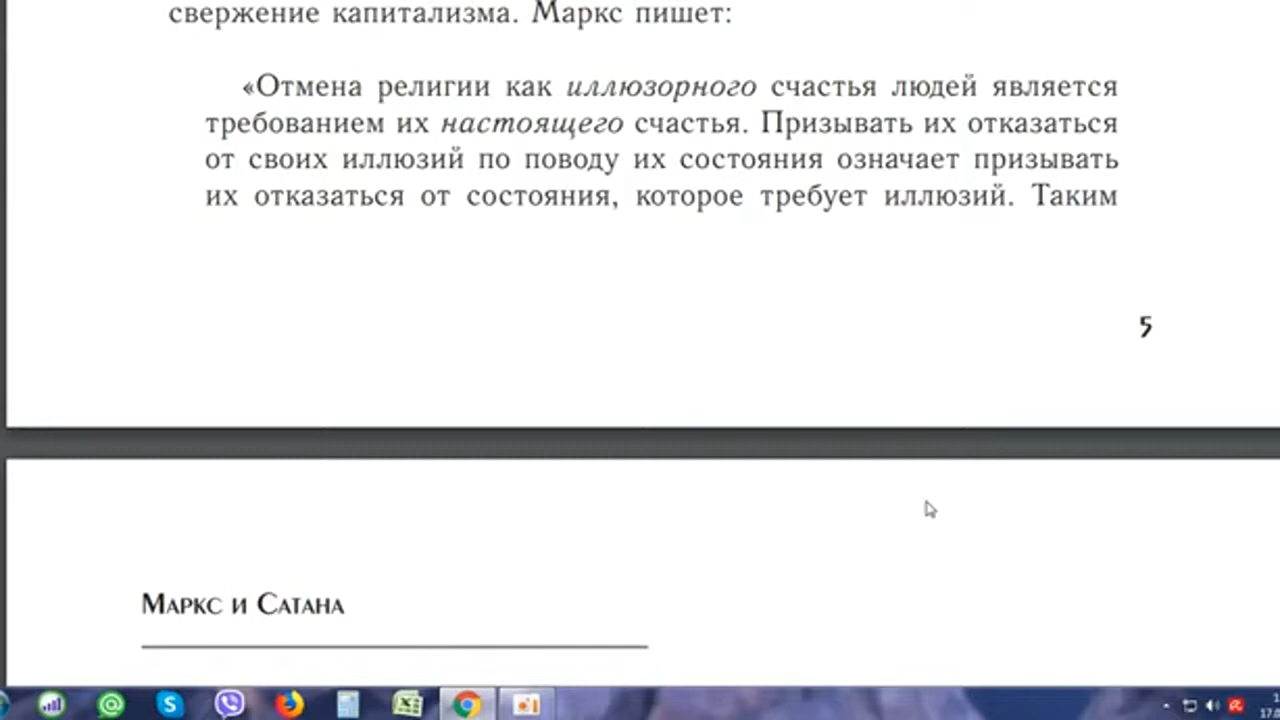 свержение капитализма. Маркс пишет:
«Отмена религии как иллюзорного счастья людей является
требованием их настоящего счастья. Призывать их отказаться
от своих иллюзий по поводу их состояния означает призывать
их отказаться от состояния, которое требует иллюзий. Таким
5
Маркс и Сатана